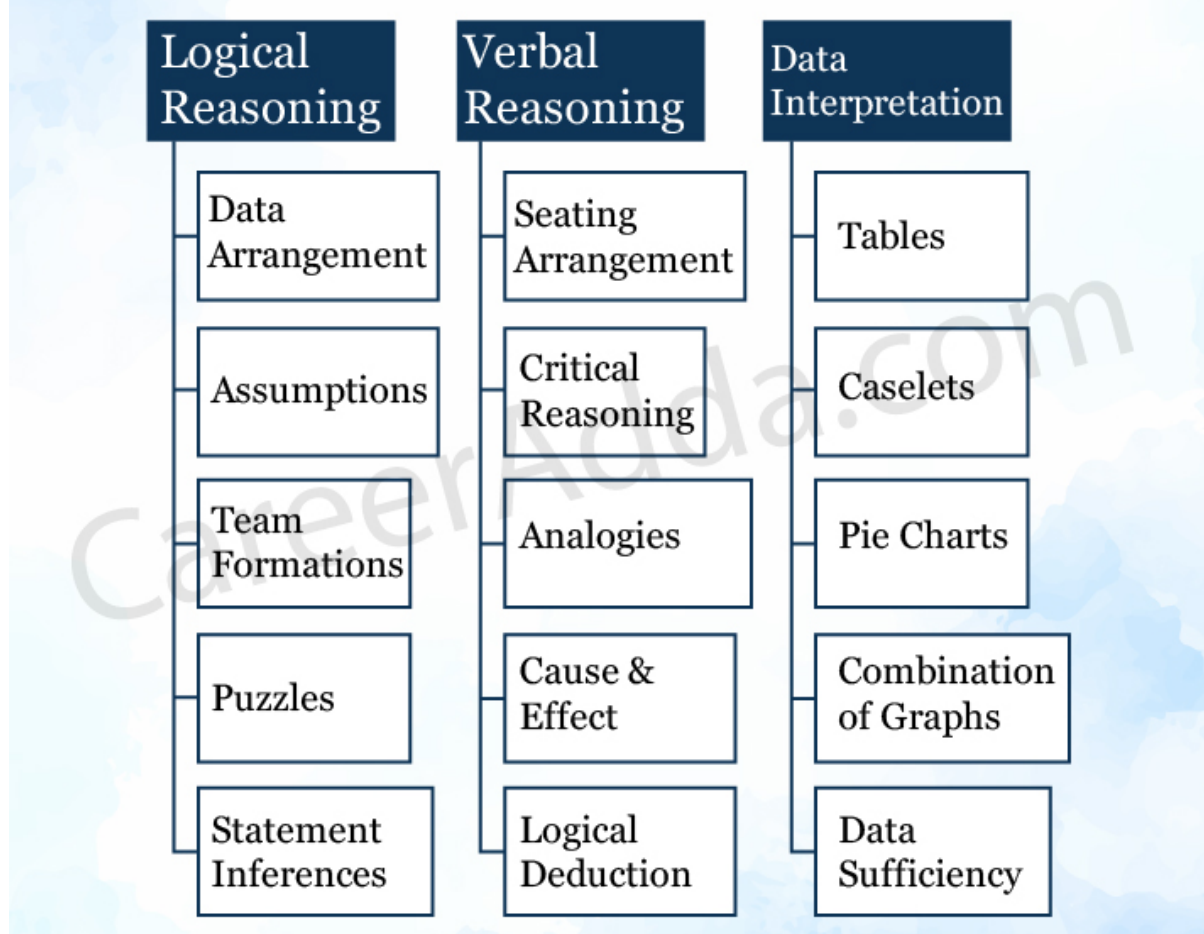 Logical
Reasoning
Data
Arrangement
Assumptions
Team
Formations
Puzzles
Statement
Inferences
Verbal
Reasoning
Seating
Arrangement
Critical
Reasoning
Analogies
Cause &
Effect
Logical
Deduction
Data
Interpretation
Tables
Caselets
Pie Charts
Combination
of Graphs
Data
Sufficiency
CareerAdda.com